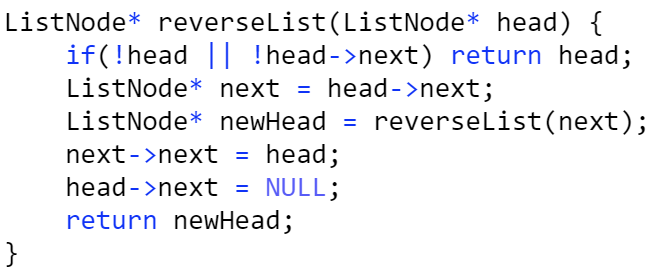 ListNode* reverseList(ListNode* head) {
    if(!head || !head->next) return head;
    ListNode* next = head->next;
    ListNode* newHead = reverseList(next);
    next->next = head;
    head->next = NULL;
    return newHead;
}